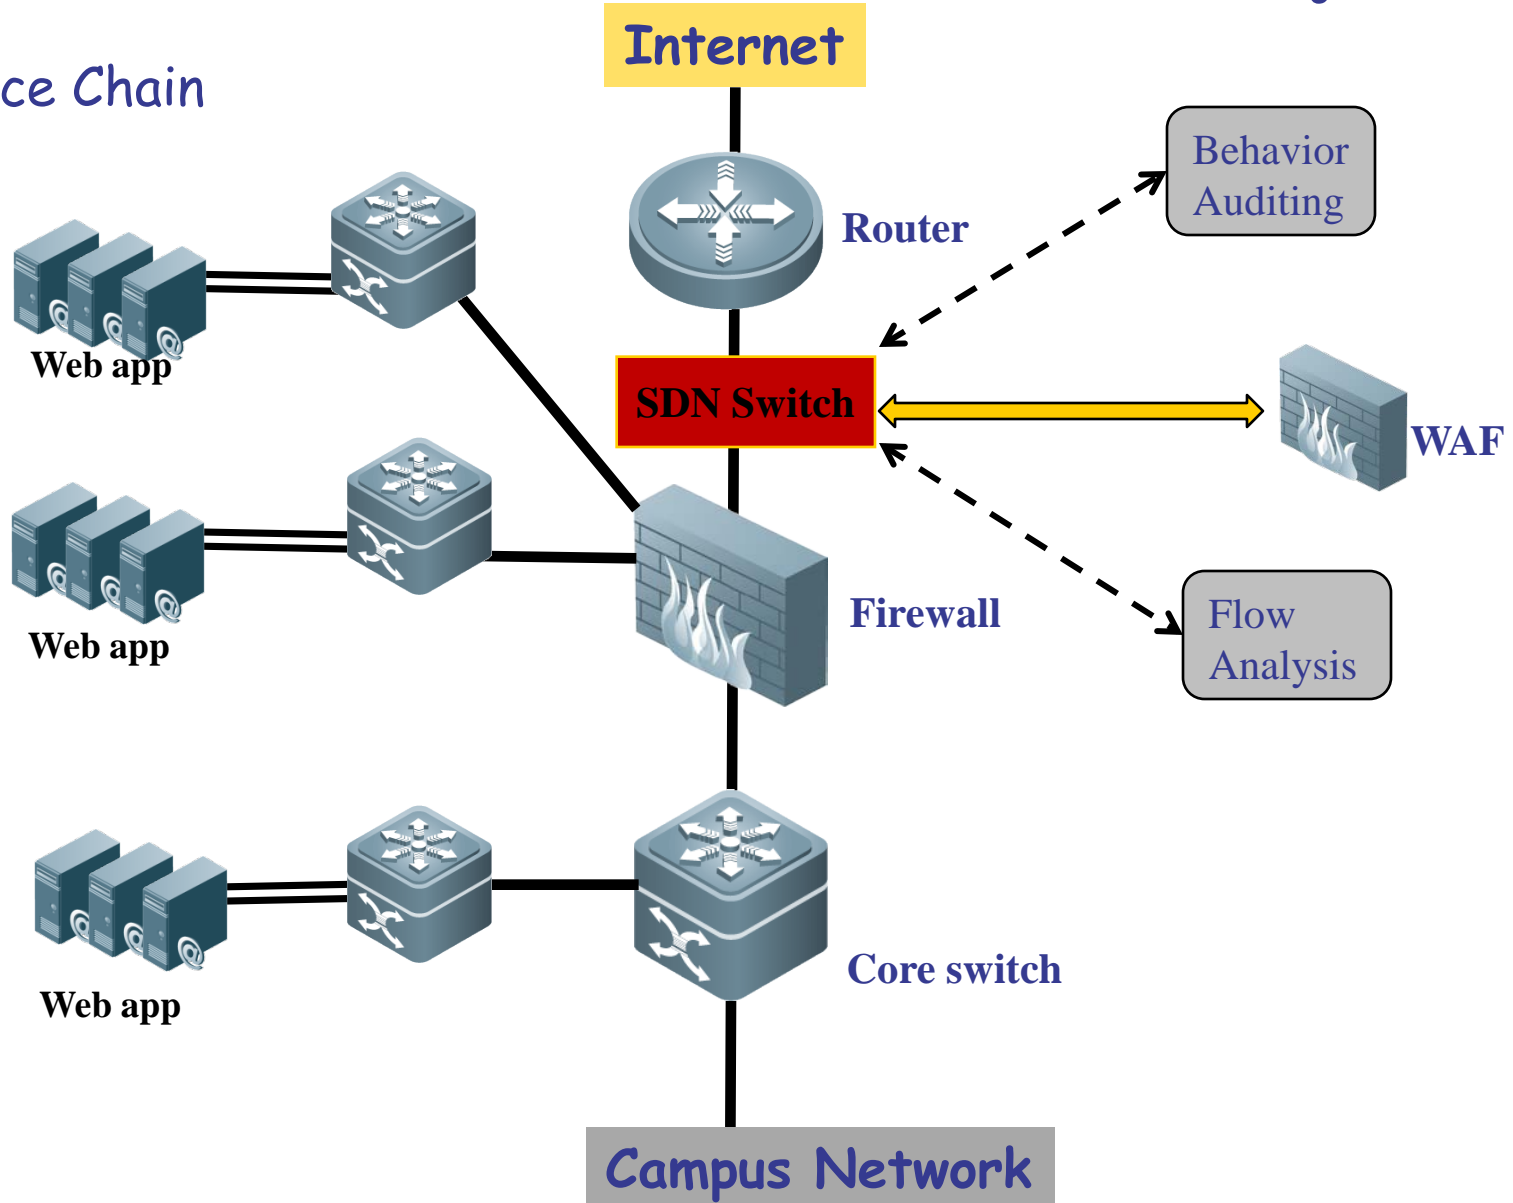 Internet
ce Chain
Behavior
Auditing
Router
Web app
SDN Switch
WAF
Firewall
Flow
Analysis
Web app
Core switch
Web app
Campus Network